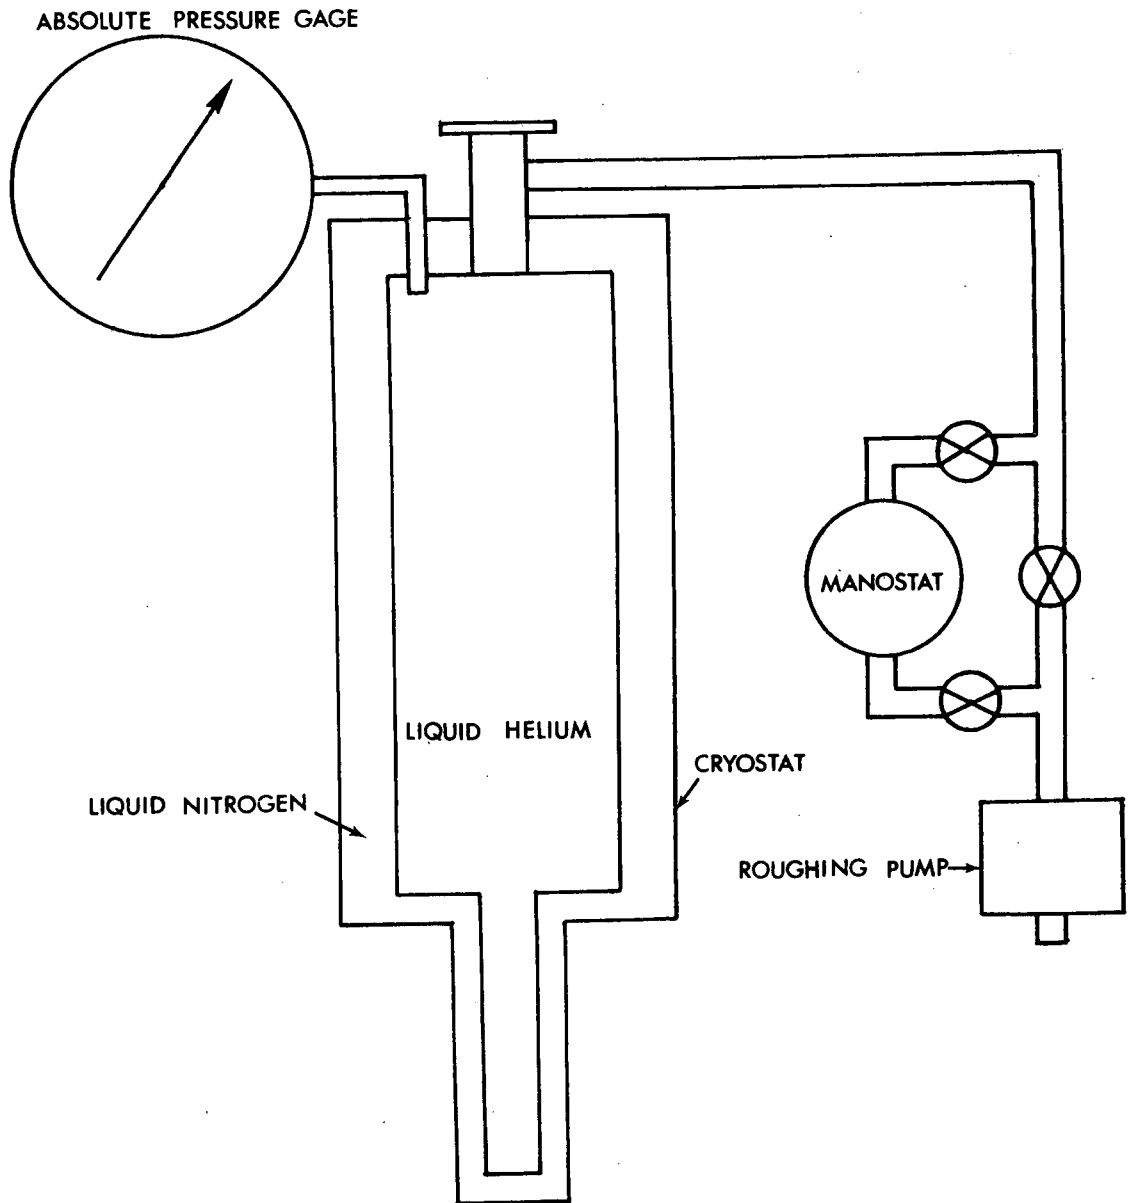 ABSOLUTE PRESSURE GAGE
MANOSTAT
LIQUID HELIUM
CRYOSTAT
LIQUID NITROGEN
ROUGHING PUMP